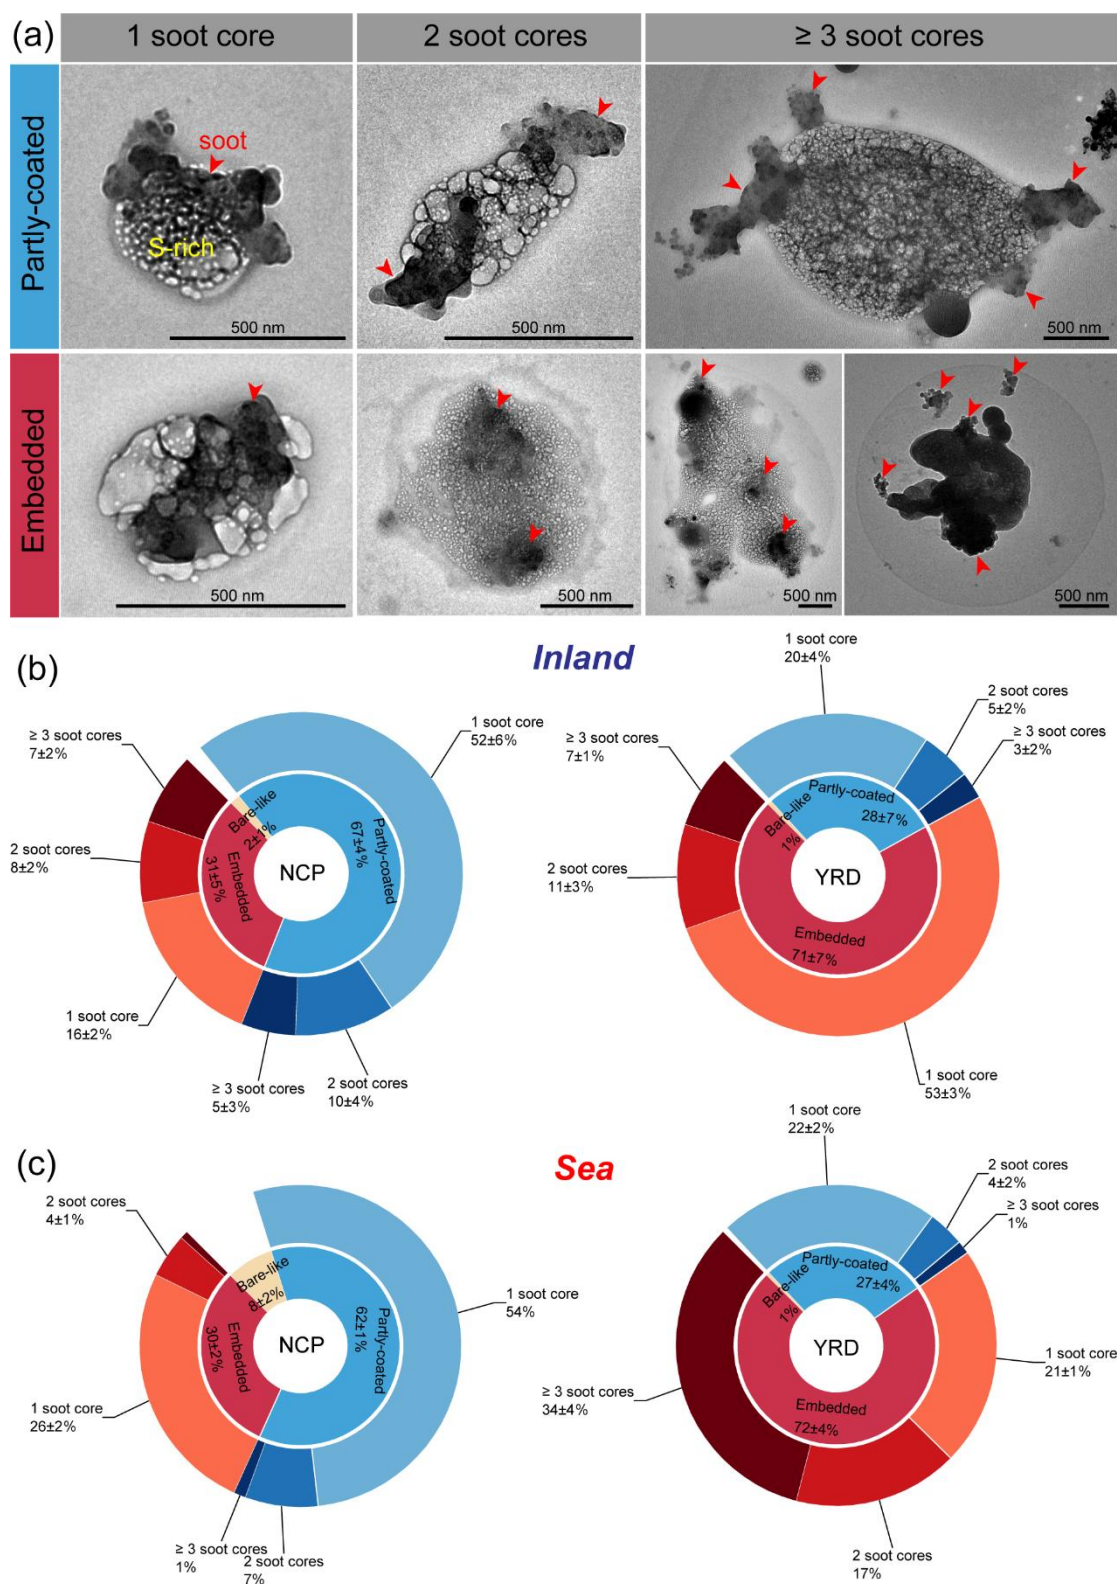 (a)
1 soot core
2 soot cores
≥ 3 soot cores
Partly-coated
soot
S-rich
500 nm
500 nm
500 nm
Embedded
500 nm
500 nm
500 nm
500 nm
(b)
Inland
≥ 3 soot cores
7±2%
1 soot core
52±6%
2 soot cores
8±2%
Bare-like
2±1%
Partly-coated
67±4%
Embedded
31±5%
NCP
1 soot core
16±2%
≥ 3 soot cores
5±3%
2 soot cores
10±4%
1 soot core
20±4%
2 soot cores
5±2%
≥ 3 soot cores
3±2%
≥ 3 soot cores
7±1%
Partly-coated
28±7%
Bare-like
1%
2 soot cores
11±3%
YRD
Embedded
71±7%
1 soot core
53±3%
(c)
Sea
2 soot cores
4±1%
Bare-like
8±2%
Partly-coated
62±1%
Embedded
30±2%
NCP
1 soot core
54%
1 soot core
26±2%
≥ 3 soot cores
1%
2 soot cores
7%
1 soot core
22±2%
2 soot cores
4±2%
≥ 3 soot cores
1%
Partly-coated
27±4%
Bare-like
1%
YRD
1 soot core
21±1%
≥ 3 soot cores
34±4%
Embedded
72±4%
2 soot cores
17%